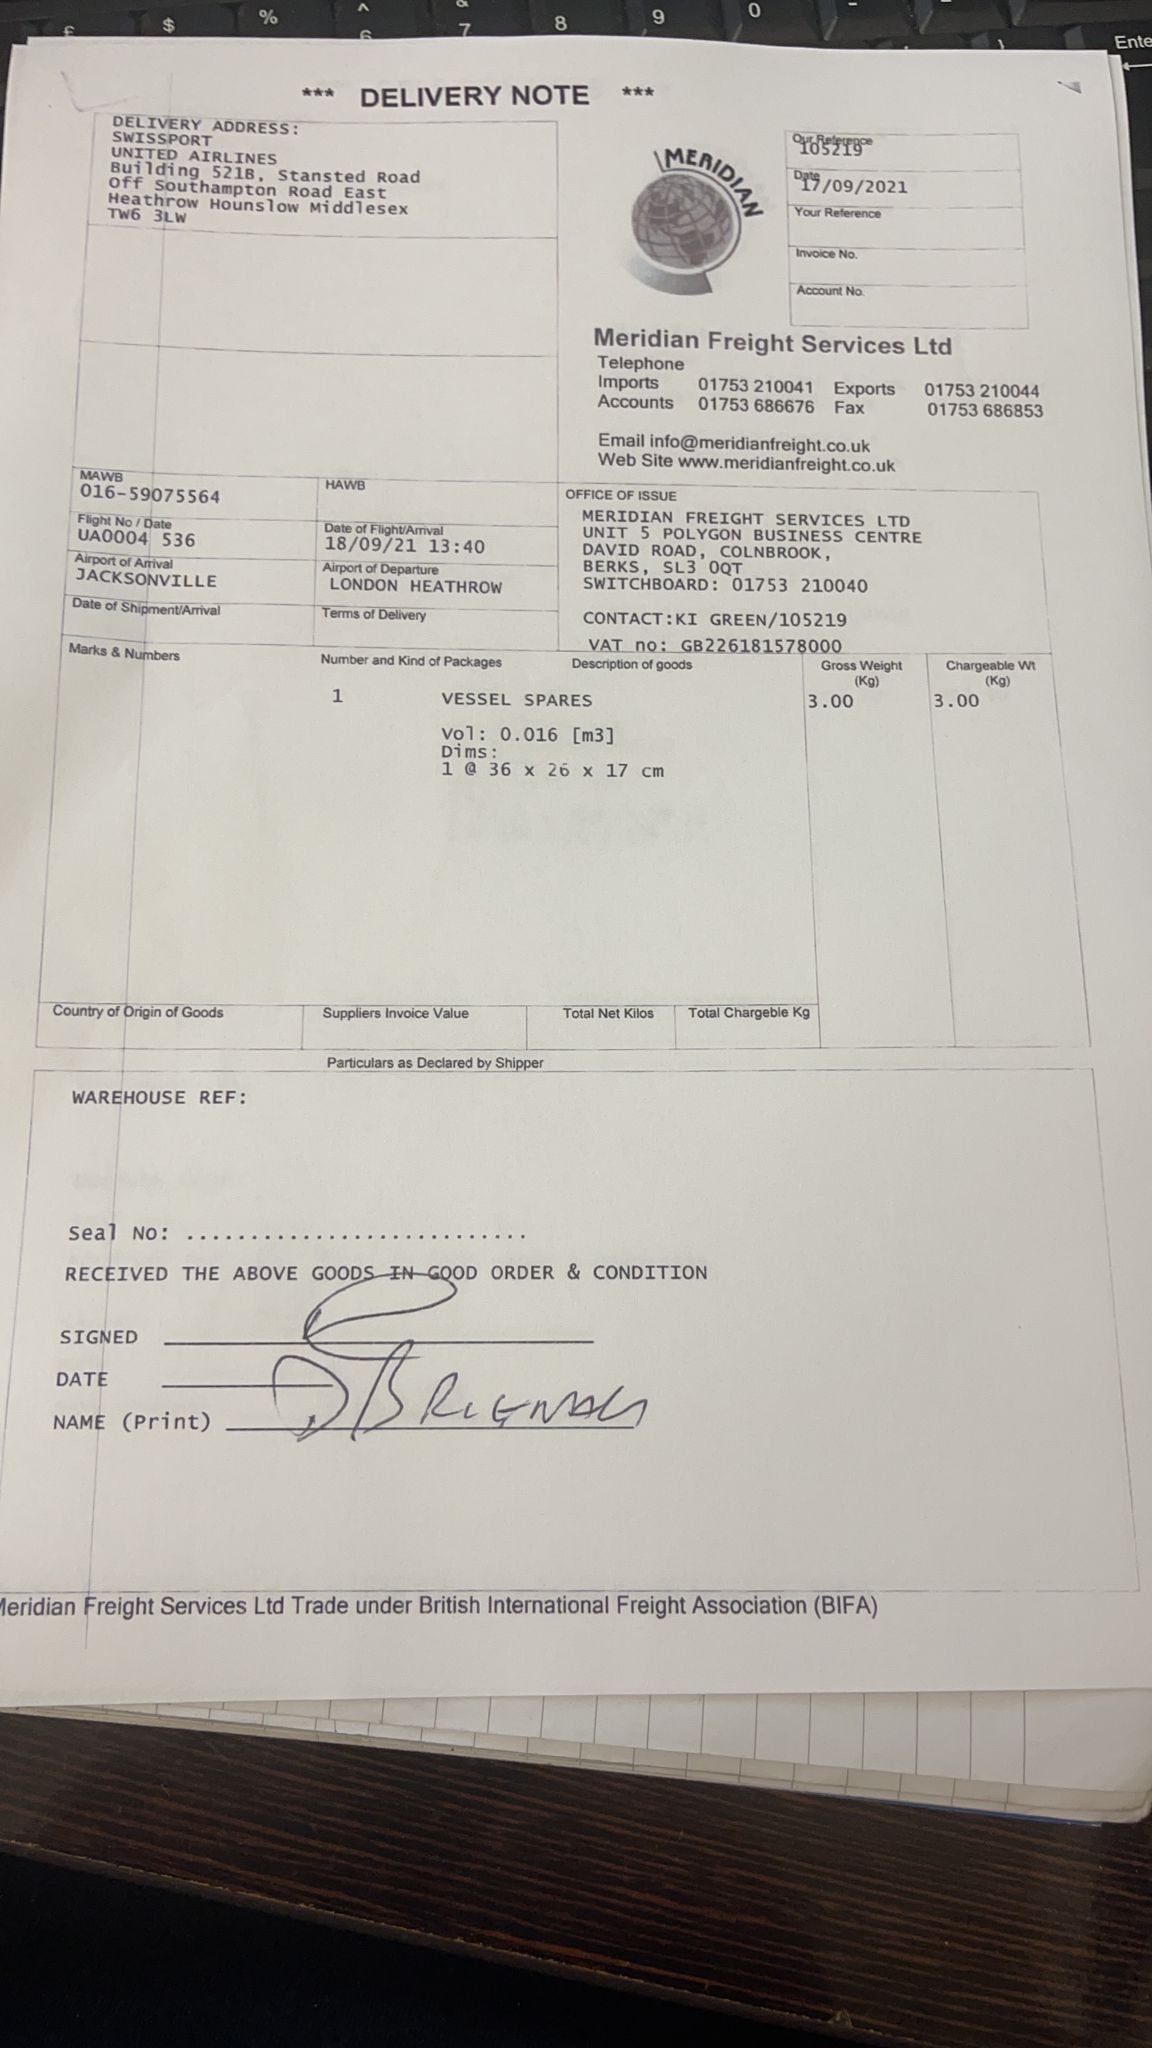 *** DELIVERY NOTE ***
DELIVERY ADDRESS:
SWISSPORT
UNITED AIRLINES
Building 521B, Stansted Road
Off Southampton Road East
Heathrow Hounslow Middlesex
TW6 3LW
MERIDIAN
Our Reference
105219
Date
17/09/2021
Your Reference
Invoice No.
Account No.
Meridian Freight Services Ltd
Telephone
Imports 01753 210041 Exports 01753 210044
Accounts 01753 686676 Fax 01753 686853
Email info@meridianfreight.co.uk
Web Site www.meridianfreight.co.uk
MAWB
016-59075564
HAWB
Flight No / Date
UA0004 536
Date of Flight/Arrival
18/09/21 13:40
Airport of Arrival
JACKSONVILLE
Airport of Departure
LONDON HEATHROW
Date of Shipment/Arrival
Terms of Delivery
OFFICE OF ISSUE
MERIDIAN FREIGHT SERVICES LTD
UNIT 5 POLYGON BUSINESS CENTRE
DAVID ROAD, COLNBROOK,
BERKS, SL3 0QT
SWITCHBOARD: 01753 210040
CONTACT:KI GREEN/105219
VAT no: GB226181578000
Marks & Numbers Number and Kind of Packages Description of goods Gross Weight (Kg) Chargeable Wt (Kg)
1 VESSEL SPARES 3.00 3.00
Vol: 0.016 [m3]
Dims:
1 @ 36 x 26 x 17 cm
Country of Origin of Goods Suppliers Invoice Value Total Net Kilos Total Chargeble Kg
Particulars as Declared by Shipper
WAREHOUSE REF:
Seal No: ...........................
RECEIVED THE ABOVE GOODS IN GOOD ORDER & CONDITION
SIGNED
DATE
NAME (Print)
Meridian Freight Services Ltd Trade under British International Freight Association (BIFA)
$ % ^ 6 7 8 9 0
Ente